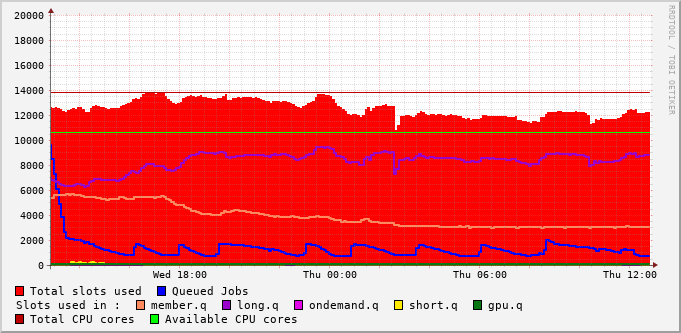 20000
18000
16000
14000
12000
10000
8000
6000
4000
2000
0
Wed 18:00 Thu 00:00 Thu 06:00 Thu 12:00
Total slots used Queued Jobs
Slots used in : member.q long.q ondemand.q short.q gpu.q
Total CPU cores Available CPU cores
RRDTOOL / TOBI OETIKER